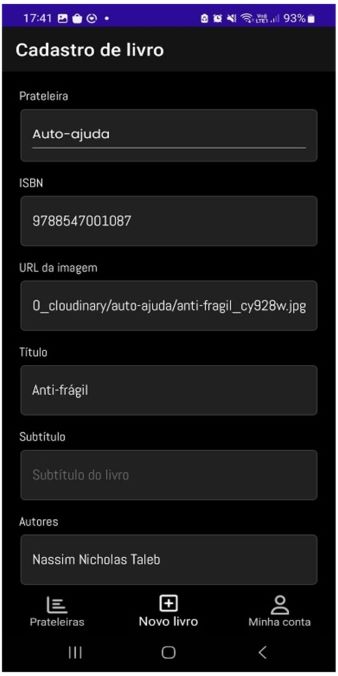 17:41 93%
Cadastro de livro
Prateleira
Auto-ajuda
ISBN
9788547001087
URL da imagem
0_cloudinary/auto-ajuda/anti-fragil_cy928w.jpg
Título
Anti-frágil
Subtítulo
Subtítulo do livro
Autores
Nassim Nicholas Taleb
Prateleiras Novo livro Minha conta